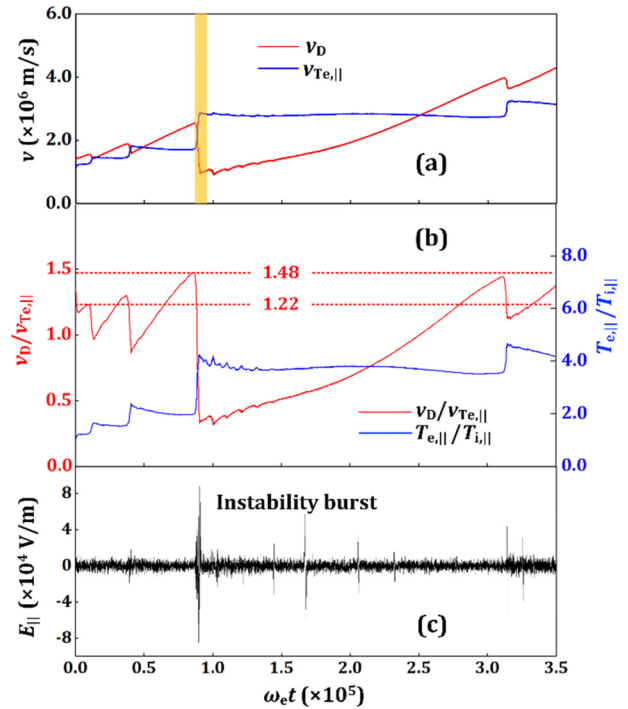 6.0
4.0
2.0
0.0
v (×10⁶ m/s)
v_D
v_Te,||
(a)
(b)
1.5
1.0
0.5
0.0
v_D/v_Te,||
1.48
1.22
8.0
6.0
4.0
2.0
0.0
T_e,||/T_i,||
v_D/v_Te,||
T_e,||/T_i,||
8
4
0
-4
-8
E_|| (×10⁴ V/m)
Instability burst
(c)
0.0 0.5 1.0 1.5 2.0 2.5 3.0 3.5
ω_e t (×10⁵)